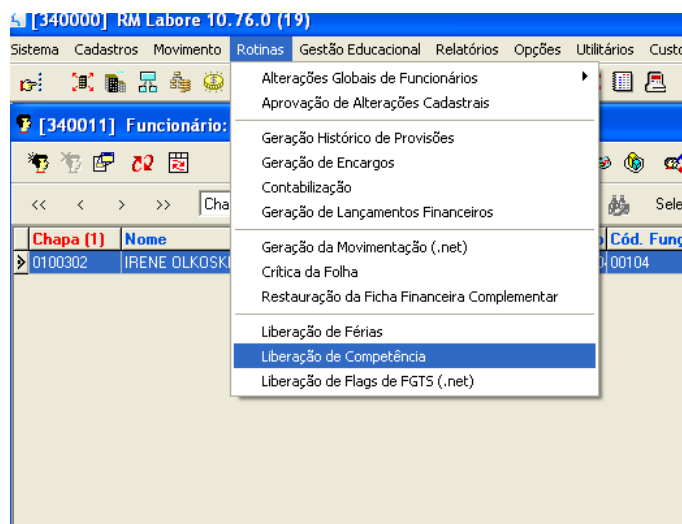 [340000] RM Labore 10.76.0 (19)
Sistema Cadastros Movimento Rotinas Gestão Educacional Relatórios Opções Utilitários
[340011] Funcionário:
<< < > >>
Chapa (1) Nome Cód.
0100302 IRENE 00104
Alterações Globais de Funcionários
Aprovação de Alterações Cadastrais
Geração Histórico de Provisões
Geração de Encargos
Contabilização
Geração de Lançamentos Financeiros
Geração da Movimentação (.net)
Crítica da Folha
Restauração da Ficha Financeira Complementar
Liberação de Férias
Liberação de Competência
Liberação de Flags de FGTS (.net)